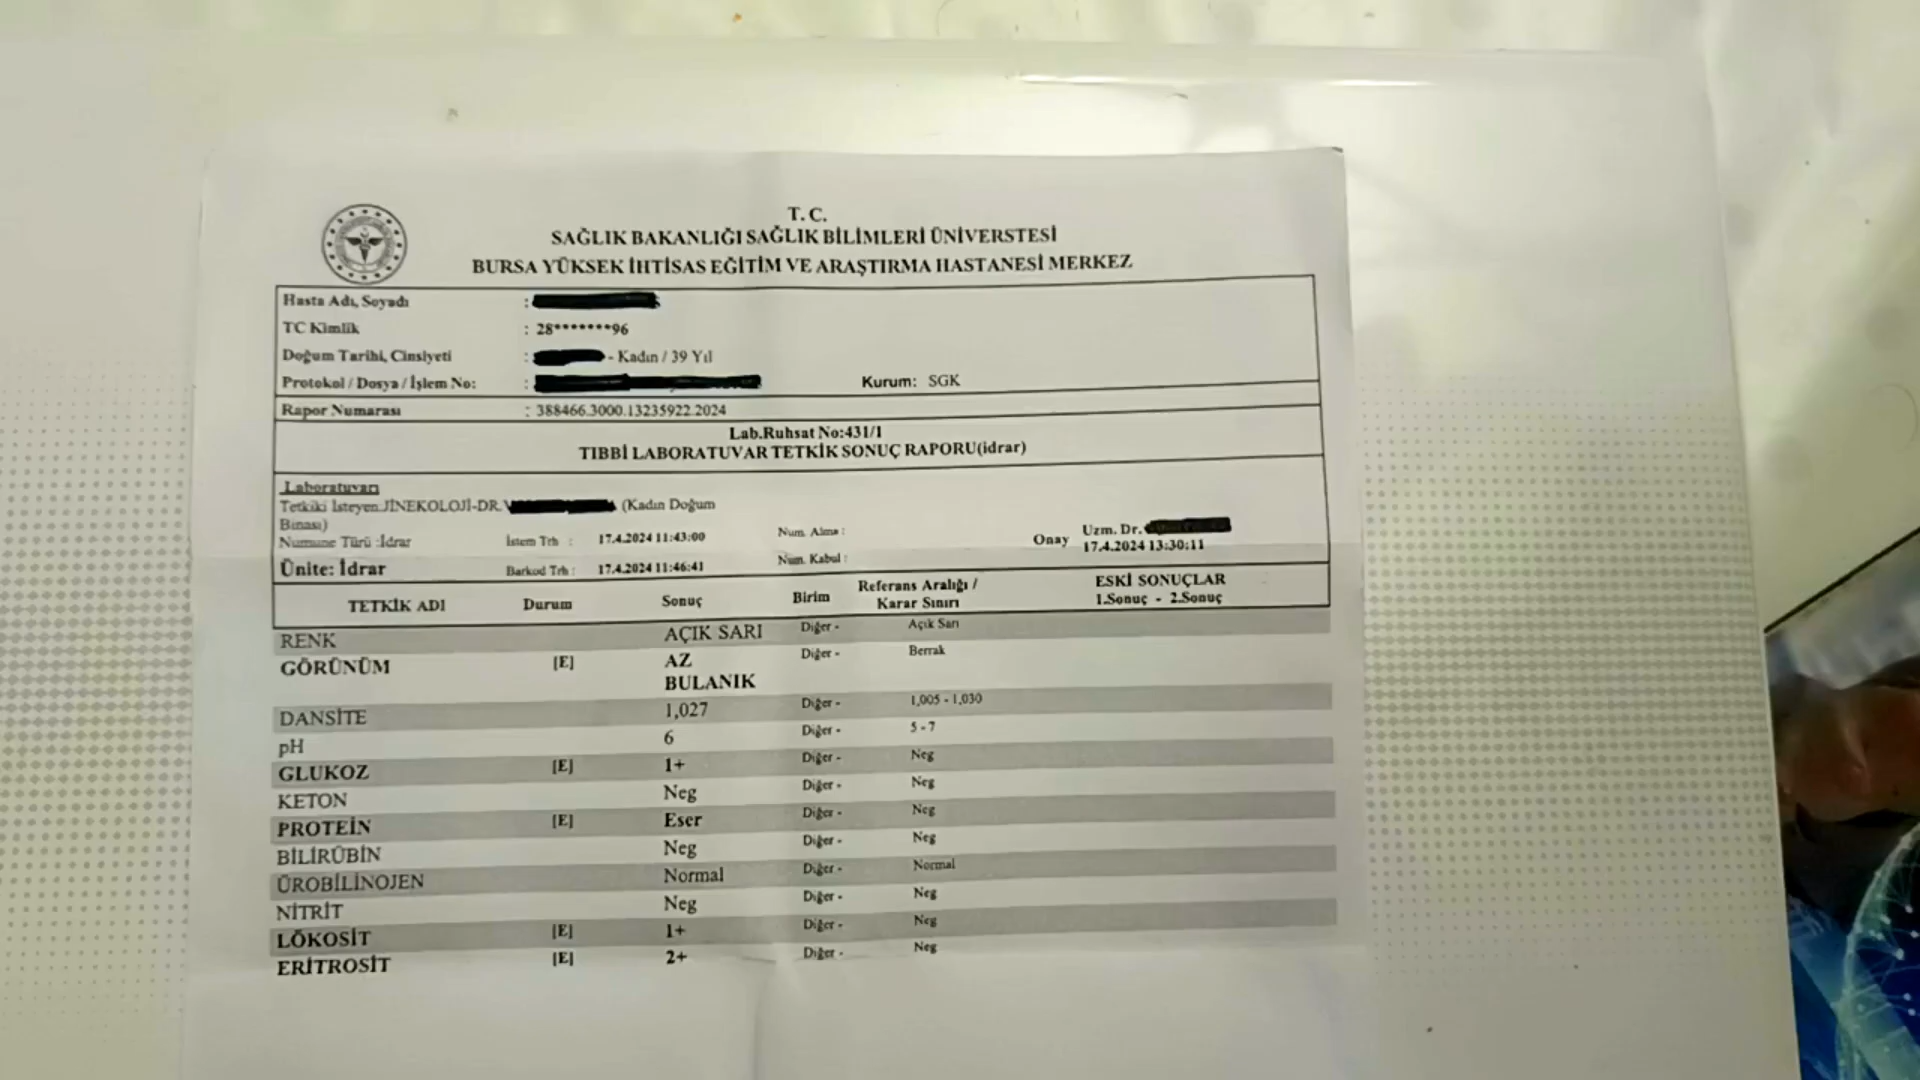 T.C.
SAĞLIK BAKANLIĞI SAĞLIK BİLİMLERİ ÜNİVERSTESİ
BURSA YÜKSEK İHTİSAS EĞİTİM VE ARAŞTIRMA HASTANESİ MERKEZ
Hasta Adı, Soyadı :
TC Kimlik : 28*******96
Doğum Tarihi, Cinsiyeti : - Kadın / 39 Yıl
Protokol / Dosya / İşlem No: : Kurum: SGK
Rapor Numarası : 388466.3000.13235922.2024
Lab.Ruhsat No:431/1
TIBBİ LABORATUVAR TETKİK SONUÇ RAPORU(idrar)
Laboratuvarı
Tetkiki İsteyen:JİNEKOLOJİ-DR. (Kadın Doğum
Binası)
Numune Türü :İdrar İstem Trh : 17.4.2024 11:43:00 Num. Alma : Onay Uzm. Dr.
17.4.2024 13:30:11
Ünite: İdrar Barkod Trh : 17.4.2024 11:46:41 Num. Kabul :
TETKİK ADI Durum Sonuç Birim Referans Aralığı / Karar Sınırı ESKİ SONUÇLAR 1.Sonuç - 2.Sonuç
RENK AÇIK SARI Diğer - Açık Sarı
GÖRÜNÜM [E] AZ BULANIK Diğer - Berrak
DANSİTE 1,027 Diğer - 1,005 - 1,030
pH 6 Diğer - 5 - 7
GLUKOZ [E] 1+ Diğer - Neg
KETON Neg Diğer - Neg
PROTEİN [E] Eser Diğer - Neg
BİLİRÜBİN Neg Diğer - Neg
ÜROBİLİNOJEN Normal Diğer - Normal
NİTRİT Neg Diğer - Neg
LÖKOSİT [E] 1+ Diğer - Neg
ERİTROSİT [E] 2+ Diğer - Neg